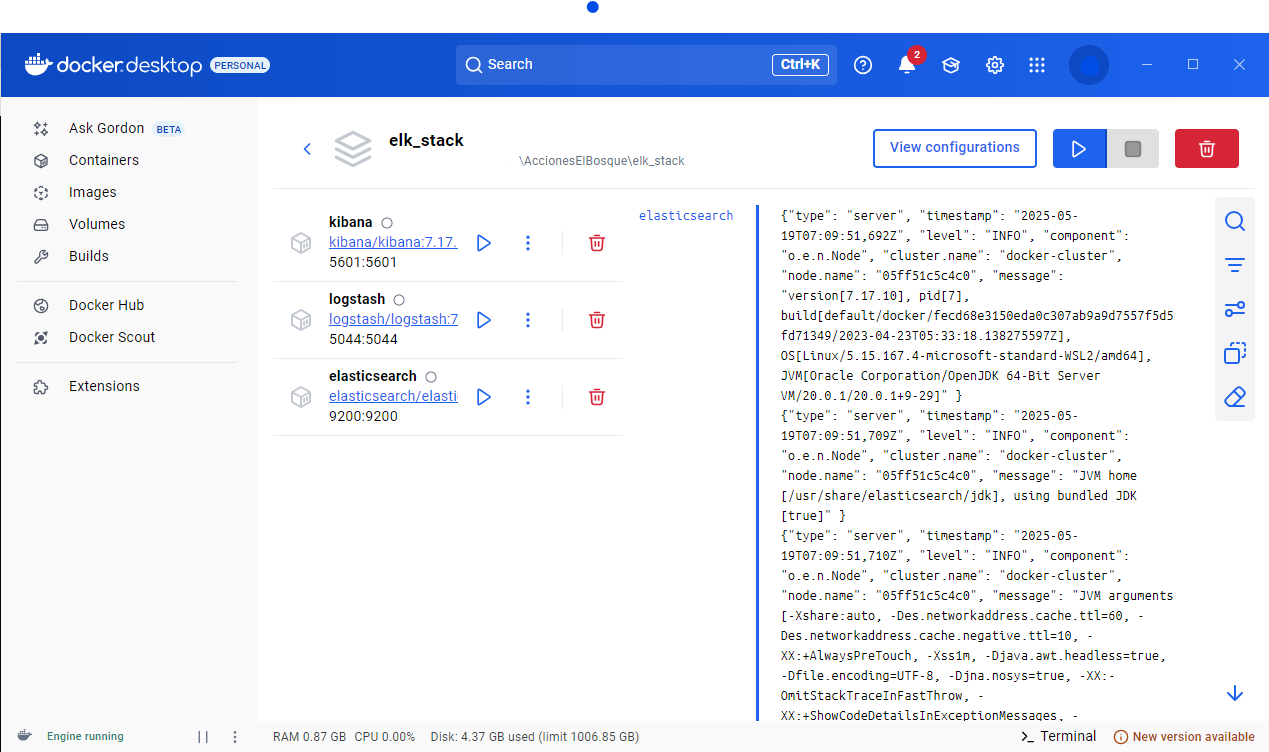 docker.desktop PERSONAL
Search
Ctrl+K
2
Ask Gordon BETA
Containers
Images
Volumes
Builds
Docker Hub
Docker Scout
Extensions
elk_stack
\AccionesElBosque\elk_stack
View configurations
kibana
kibana/kibana:7.17.
5601:5601
logstash
logstash/logstash:7
5044:5044
elasticsearch
elasticsearch/elasti
9200:9200
elasticsearch
{"type": "server", "timestamp": "2025-05-
19T07:09:51,692Z", "level": "INFO", "component":
"o.e.n.Node", "cluster.name": "docker-cluster",
"node.name": "05ff51c5c4c0", "message":
"version[7.17.10], pid[7],
build[default/docker/fecd68e3150eda0c307ab9a9d7557f5d5
fd71349/2023-04-23T05:33:18.138275597Z],
OS[Linux/5.15.167.4-microsoft-standard-WSL2/amd64],
JVM[Oracle Corporation/OpenJDK 64-Bit Server
VM/20.0.1/20.0.1+9-29]" }
{"type": "server", "timestamp": "2025-05-
19T07:09:51,709Z", "level": "INFO", "component":
"o.e.n.Node", "cluster.name": "docker-cluster",
"node.name": "05ff51c5c4c0", "message": "JVM home
[/usr/share/elasticsearch/jdk], using bundled JDK
[true]" }
{"type": "server", "timestamp": "2025-05-
19T07:09:51,710Z", "level": "INFO", "component":
"o.e.n.Node", "cluster.name": "docker-cluster",
"node.name": "05ff51c5c4c0", "message": "JVM arguments
[-Xshare:auto, -Des.networkaddress.cache.ttl=60, -
Des.networkaddress.cache.negative.ttl=10, -
XX:+AlwaysPreTouch, -Xss1m, -Djava.awt.headless=true,
-Dfile.encoding=UTF-8, -Djna.nosys=true, -XX:-
OmitStackTraceInFastThrow, -
XX:+ShowCodeDetailsInExceptionMessages, -
Engine running
RAM 0.87 GB CPU 0.00% Disk: 4.37 GB used (limit 1006.85 GB)
Terminal
New version available